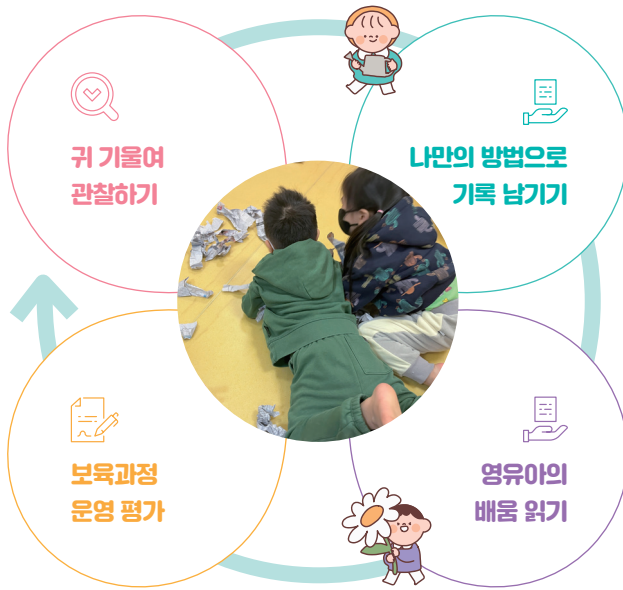 귀 기울여
관찰하기
나만의 방법으로
기록 남기기
영유아의
배움 읽기
보육과정
운영 평가